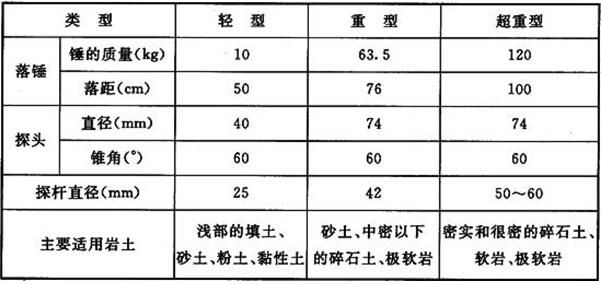 类 型 轻 型 重 型 超重型
落锤 锤的质量(kg) 10 63.5 120
落距(cm) 50 76 100
探头 直径(mm) 40 74 74
锥角(°) 60 60 60
探杆直径(mm) 25 42 50～60
主要适用岩土 浅部的填土、 砂土、中密以下 密实和很密的碎石土、
砂土、粉土、黏性土 的碎石土、极软岩 软岩、极软岩